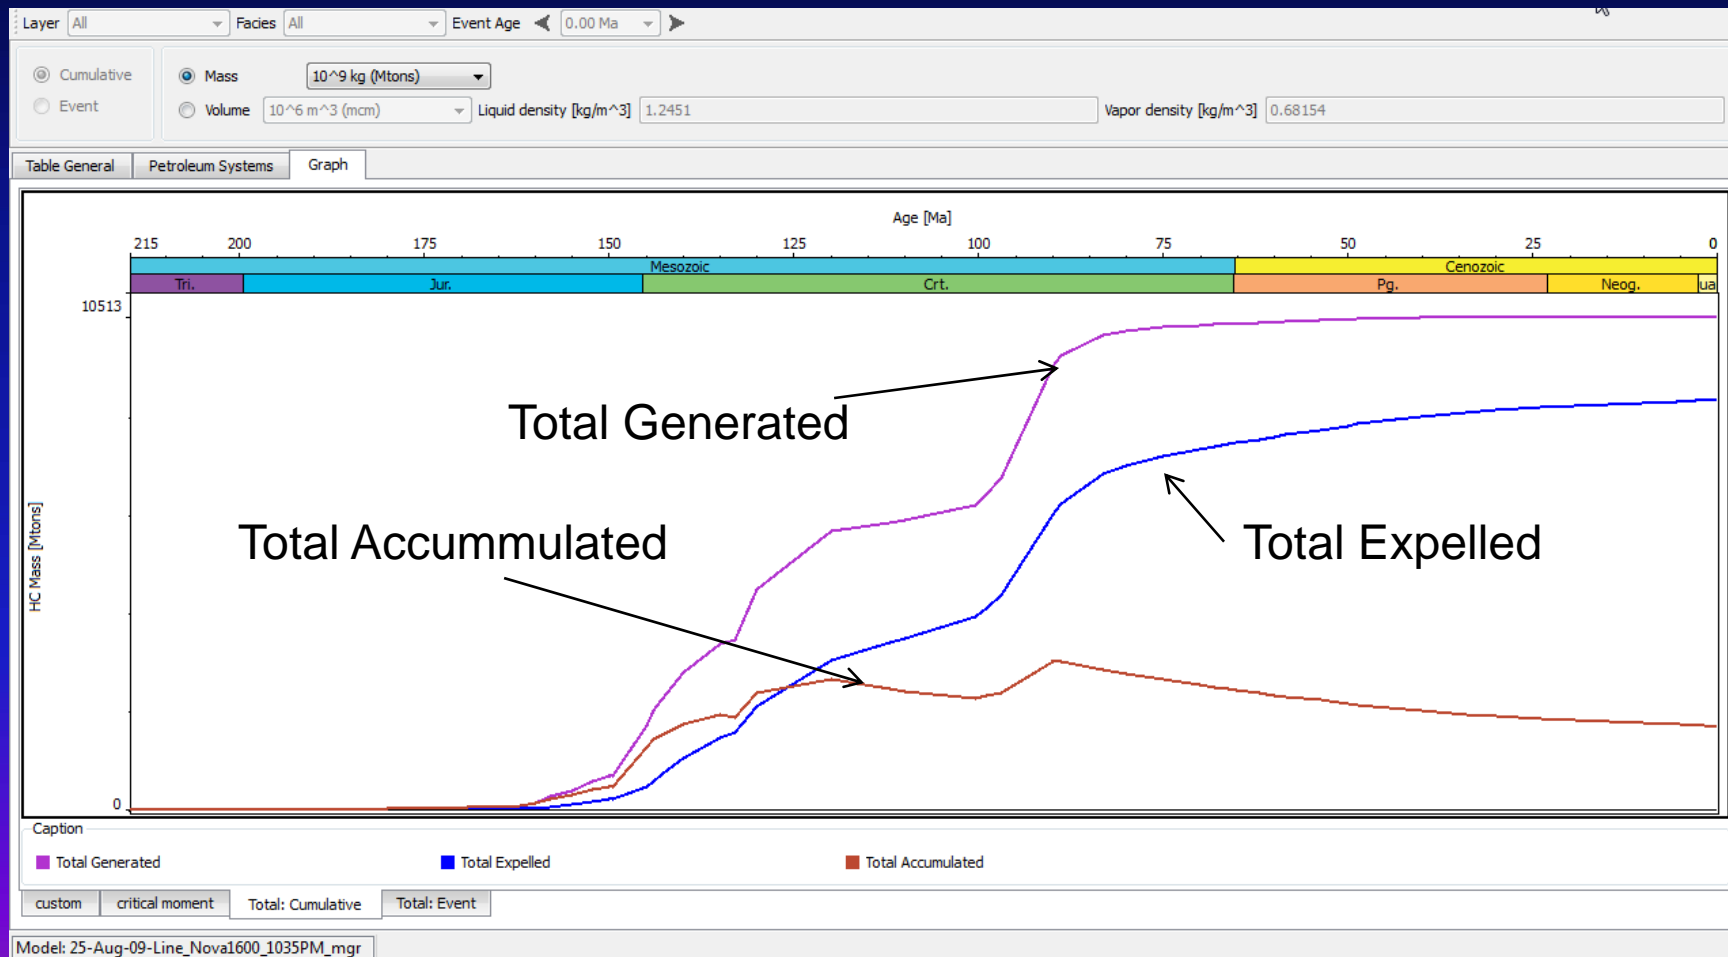 Layer All Facies All Event Age 0.00 Ma
Cumulative Mass 10^9 kg (Mtons)
Event Volume 10^6 m^3 (mcm) Liquid density [kg/m^3] 1.2451 Vapor density [kg/m^3] 0.68154
Table General Petroleum Systems Graph
Age [Ma]
215 200 175 150 125 100 75 50 25 0
Mesozoic Cenozoic
Tri. Jur. Crt. Pg. Neog. ua
10513
Total Generated
Total Accummulated Total Expelled
HC Mass [Mtons]
0
Caption
Total Generated Total Expelled Total Accumulated
custom critical moment Total: Cumulative Total: Event
Model: 25-Aug-09-Line_Nova1600_1035PM_mgr